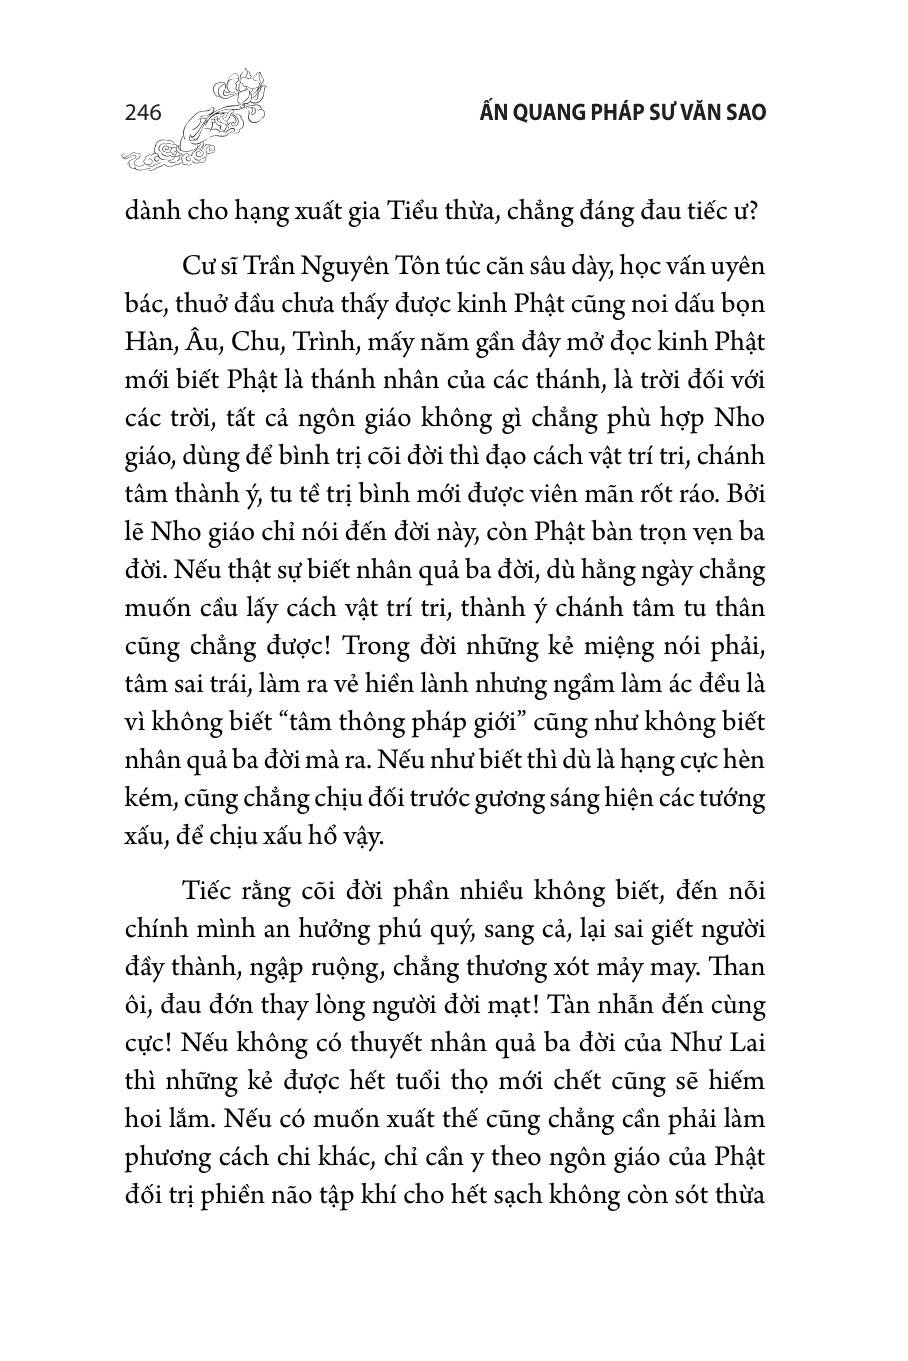 246
ẤN QUANG PHÁP SƯ VĂN SAO
dành cho hạng xuất gia Tiểu thừa, chẳng đáng đau tiếc ư?
Cư sĩ Trần Nguyên Tôn túc căn sâu dày, học vấn uyên
bác, thuở đầu chưa thấy được kinh Phật cũng noi dấu bọn
Hàn, Âu, Chu, Trình, mấy năm gần đây mở đọc kinh Phật
mới biết Phật là thánh nhân của các thánh, là trời đối với
các trời, tất cả ngôn giáo không gì chẳng phù hợp Nho
giáo, dùng để bình trị cõi đời thì đạo cách vật trí tri, chánh
tâm thành ý, tu tề trị bình mới được viên mãn rốt ráo. Bởi
lẽ Nho giáo chỉ nói đến đời này, còn Phật bàn trọn vẹn ba
đời. Nếu thật sự biết nhân quả ba đời, dù hằng ngày chẳng
muốn cầu lấy cách vật trí tri, thành ý chánh tâm tu thân
cũng chẳng được! Trong đời những kẻ miệng nói phải,
tâm sai trái, làm ra vẻ hiền lành nhưng ngầm làm ác đều là
vì không biết “tâm thông pháp giới” cũng như không biết
nhân quả ba đời mà ra. Nếu như biết thì dù là hạng cực hèn
kém, cũng chẳng chịu đối trước gương sáng hiện các tướng
xấu, để chịu xấu hổ vậy.
Tiếc rằng cõi đời phần nhiều không biết, đến nỗi
chính mình an hưởng phú quý, sang cả, lại sai giết người
đầy thành, ngập ruộng, chẳng thương xót mảy may. Than
ôi, đau đớn thay lòng người đời mạt! Tàn nhẫn đến cùng
cực! Nếu không có thuyết nhân quả ba đời của Như Lai
thì những kẻ được hết tuổi thọ mới chết cũng sẽ hiếm
hoi lắm. Nếu có muốn xuất thế cũng chẳng cần phải làm
phương cách chi khác, chỉ cần y theo ngôn giáo của Phật
đối trị phiền não tập khí cho hết sạch không còn sót thừa